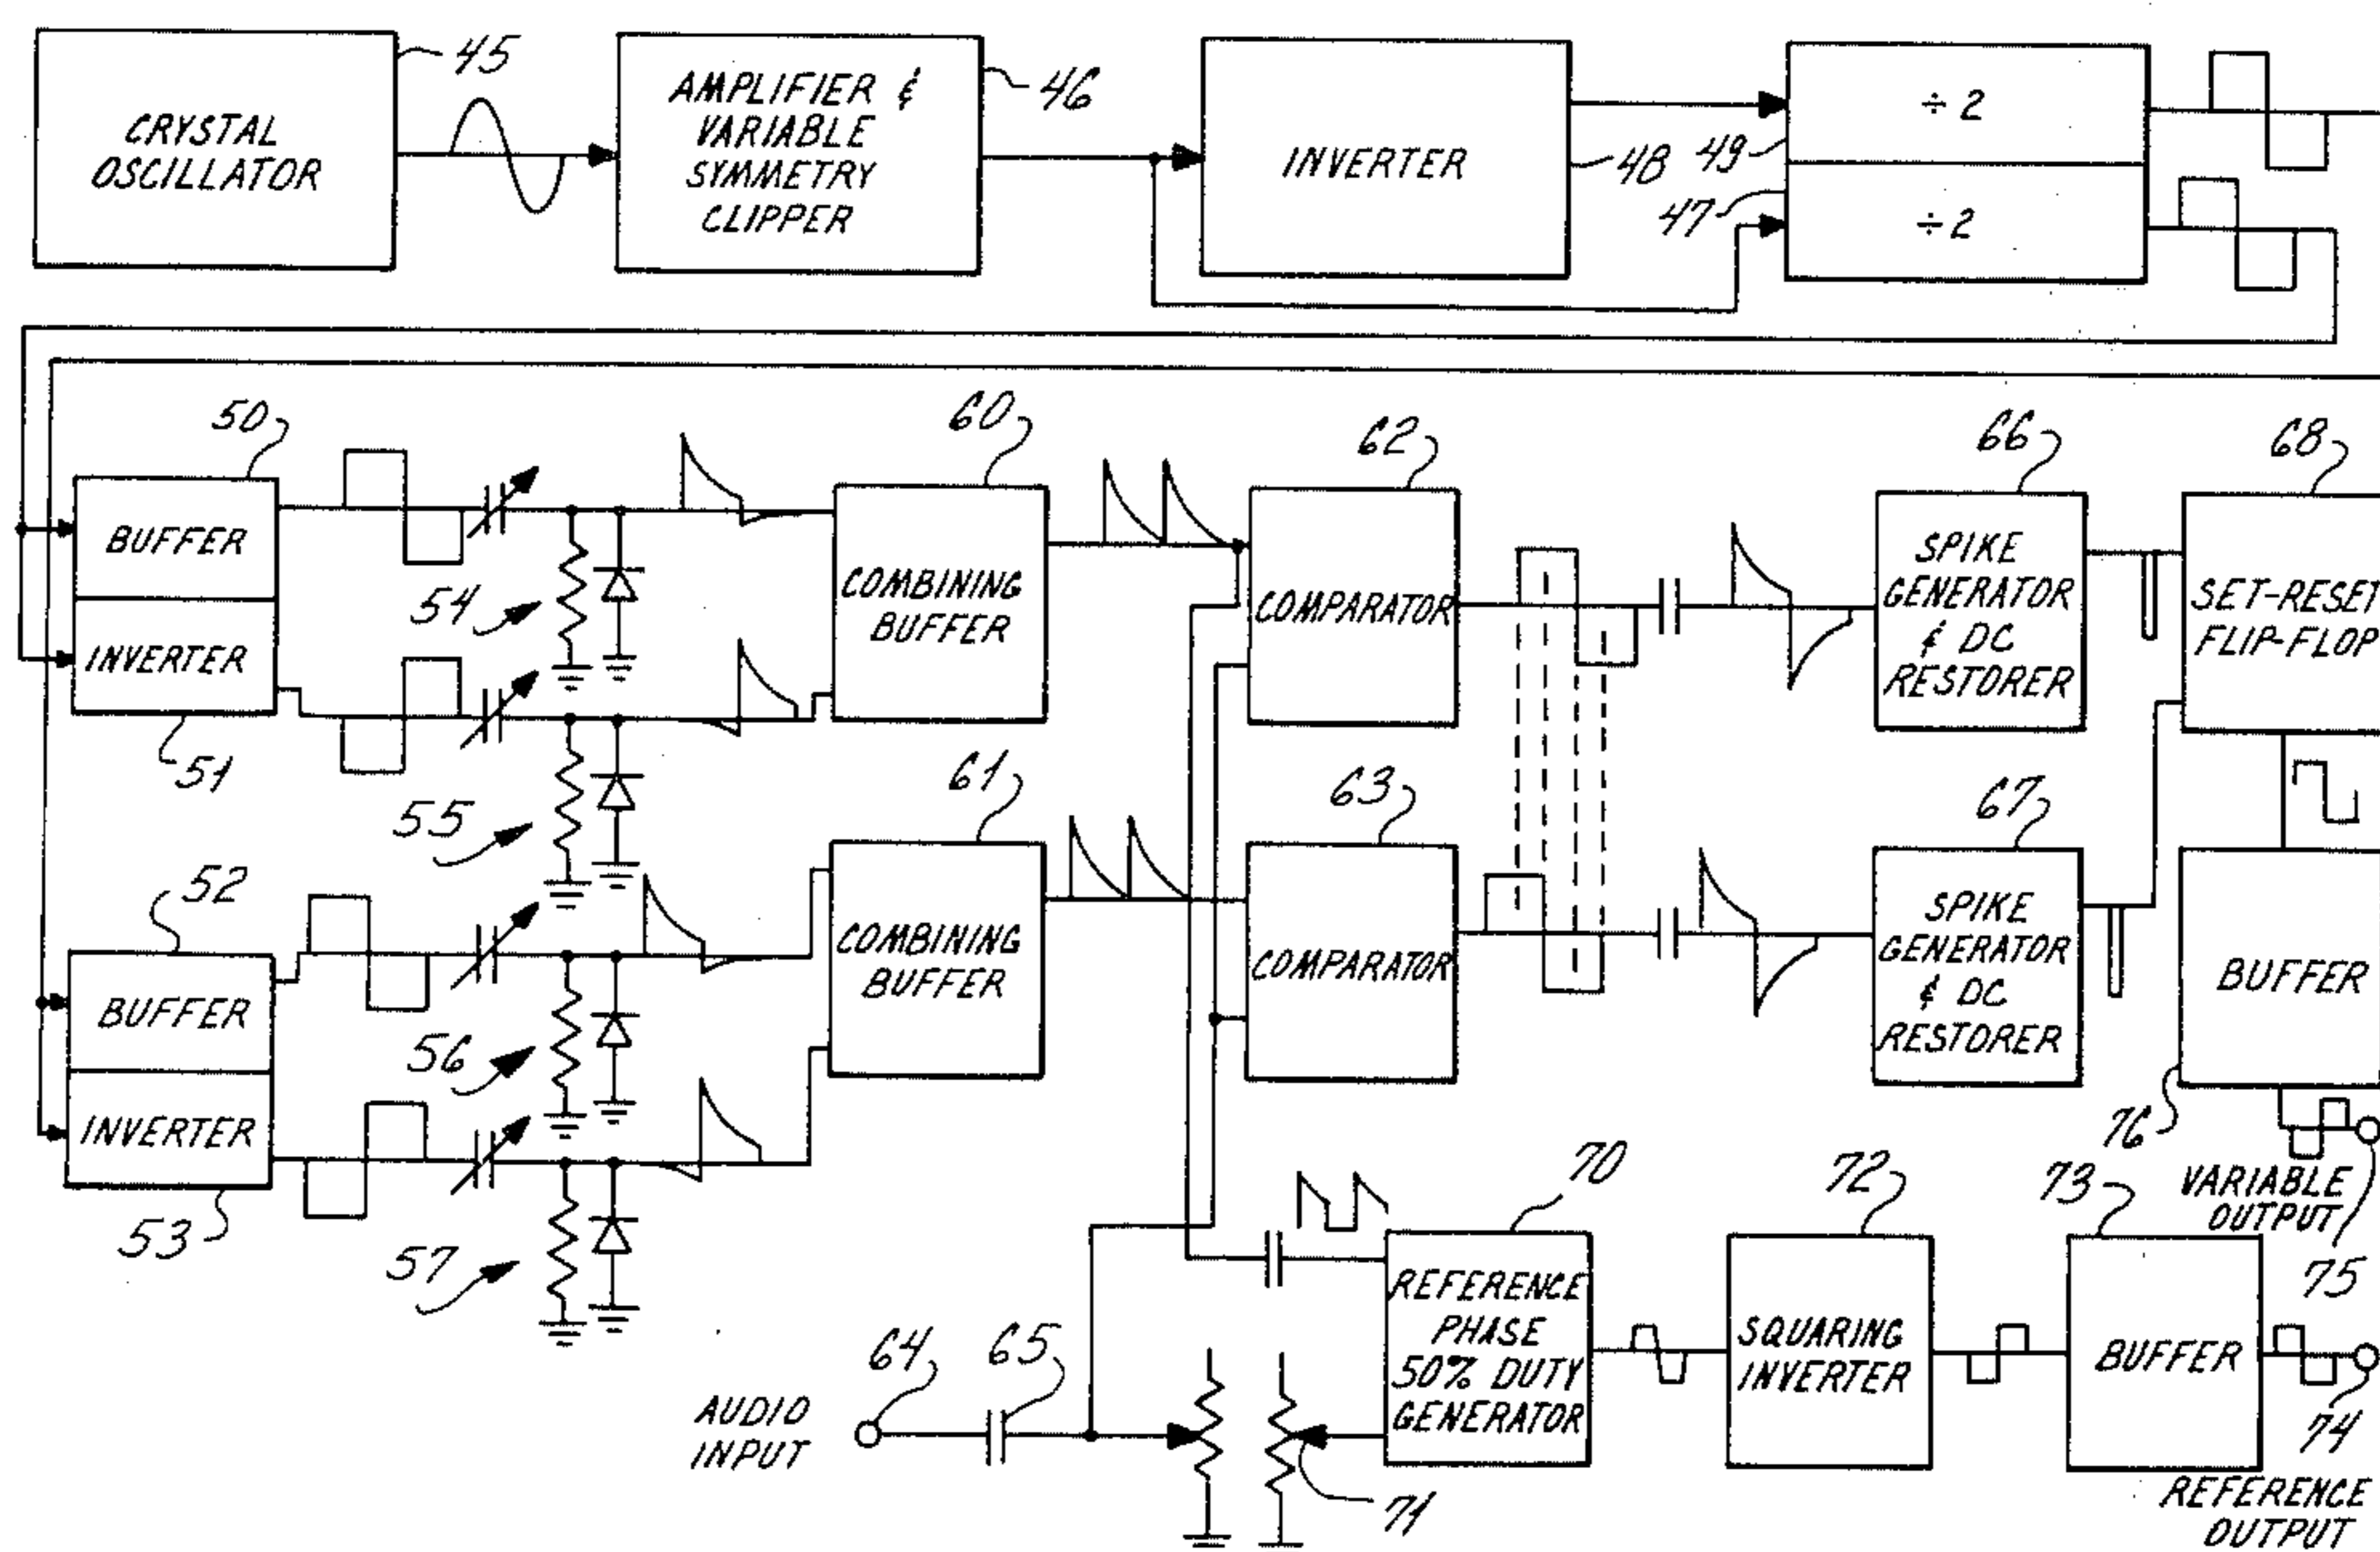 45
CRYSTAL
OSCILLATOR
AMPLIFIER &
VARIABLE
SYMMETRY
CLIPPER
46
INVERTER
48
49
÷ 2
47
÷ 2
50
BUFFER
INVERTER
51
54
55
60
COMBINING
BUFFER
62
COMPARATOR
66
SPIKE
GENERATOR
& DC
RESTORER
68
SET-RESET
FLIP-FLOP
52
BUFFER
INVERTER
53
56
57
61
COMBINING
BUFFER
63
COMPARATOR
67
SPIKE
GENERATOR
& DC
RESTORER
BUFFER
76
VARIABLE
OUTPUT
75
AUDIO
INPUT
64
65
71
70
REFERENCE
PHASE
50% DUTY
GENERATOR
72
SQUARING
INVERTER
73
BUFFER
74
REFERENCE
OUTPUT